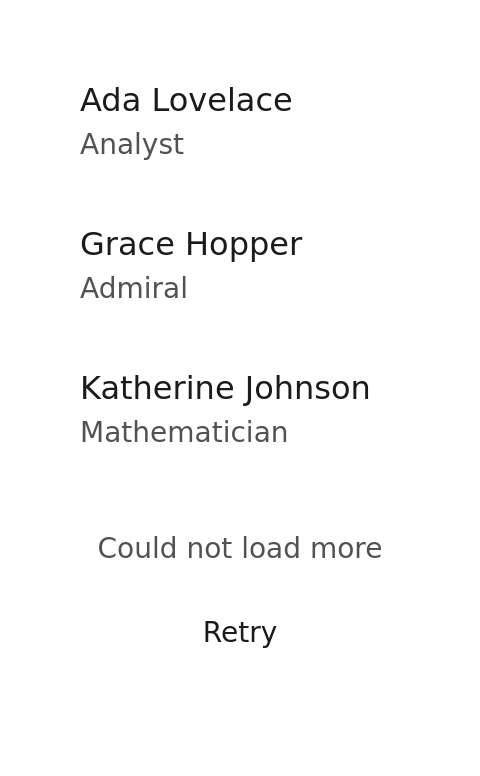 Ada Lovelace
Analyst
Grace Hopper
Admiral
Katherine Johnson
Mathematician
Could not load more
Retry